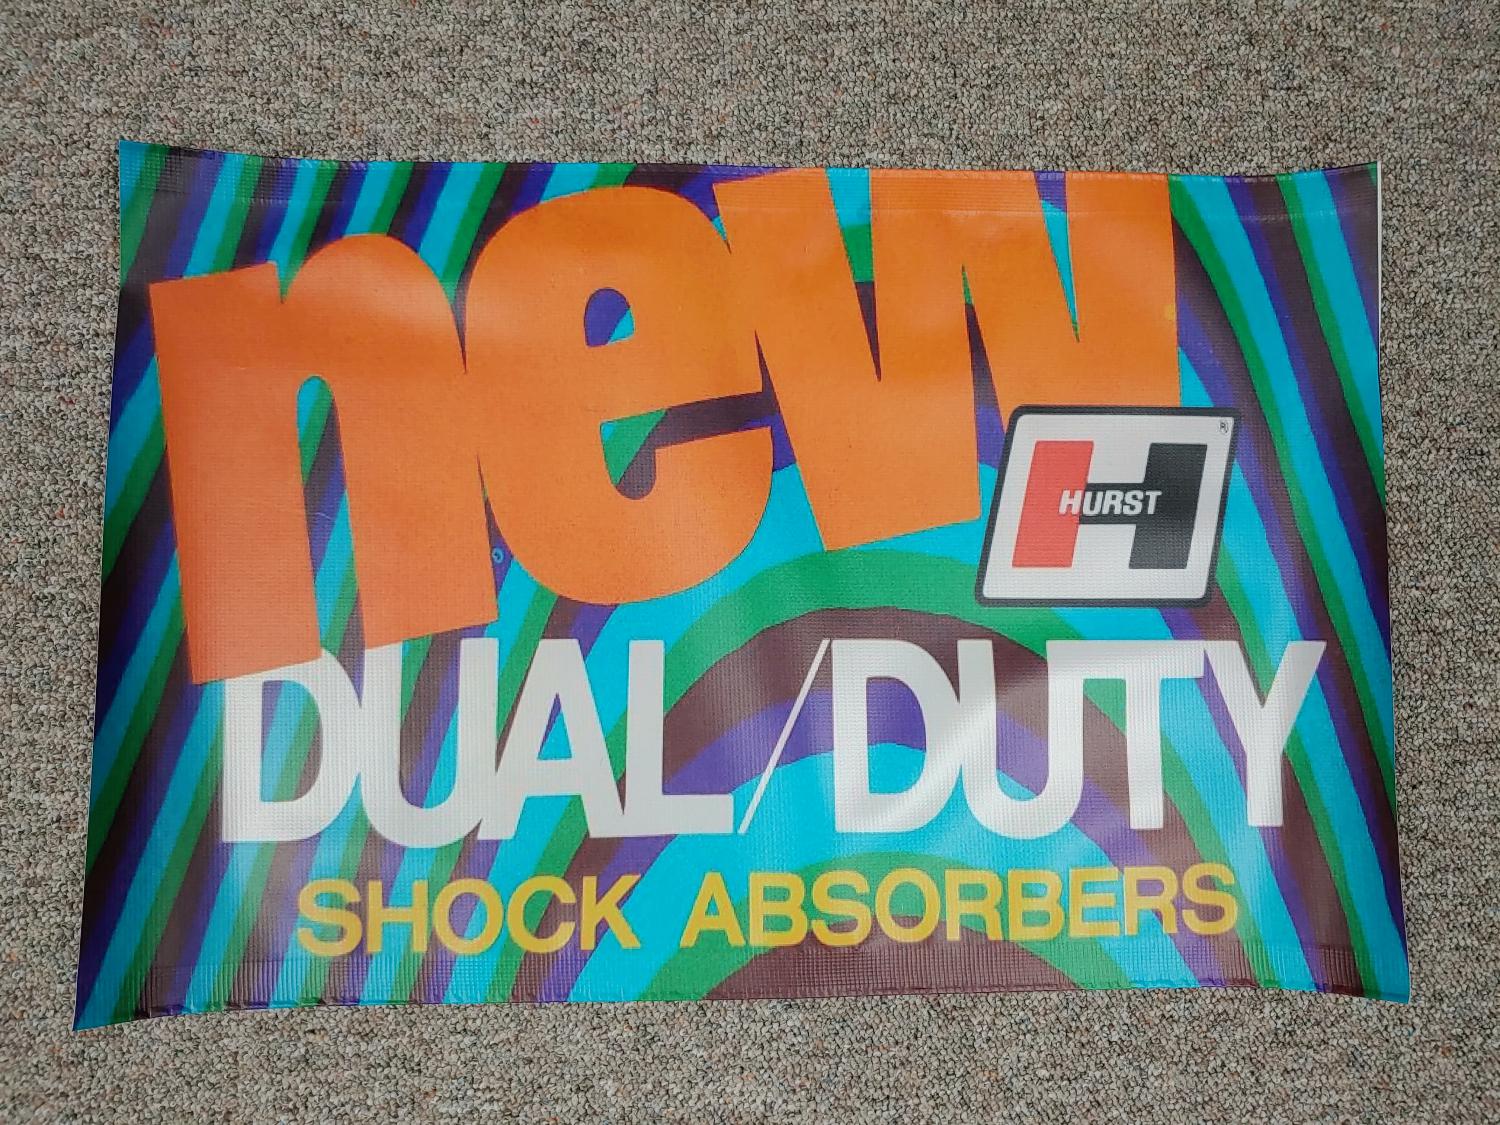 new
H
HURST
®
DUAL/DUTY
SHOCK ABSORBERS